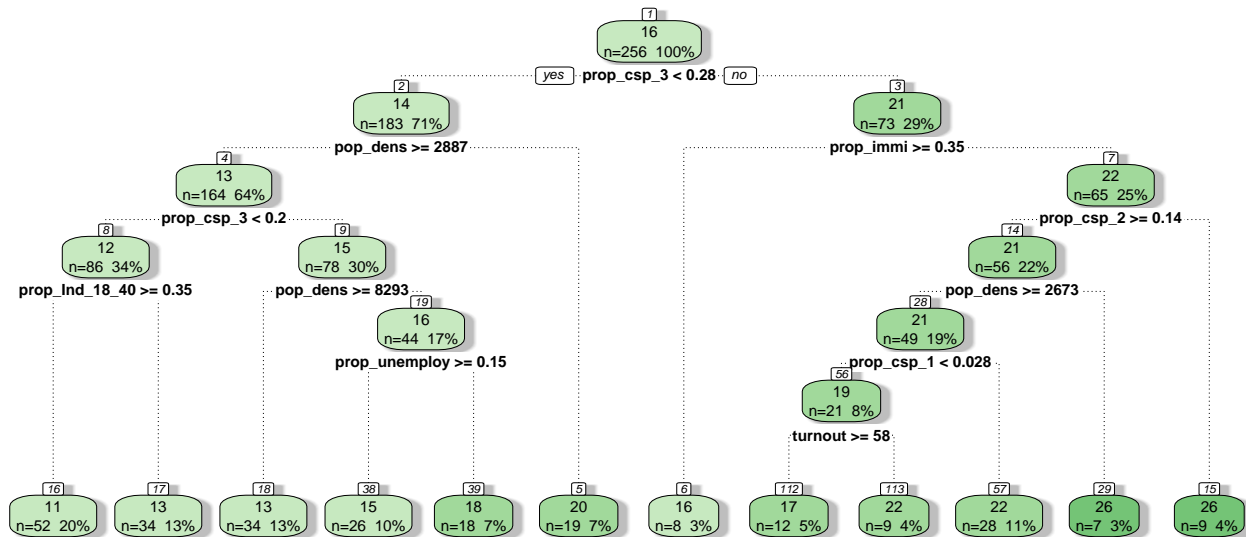 1
16
n=256 100%
yes prop_csp_3 < 0.28 no
2
14
n=183 71%
3
21
n=73 29%
pop_dens >= 2887
prop_immi >= 0.35
4
13
n=164 64%
7
22
n=65 25%
prop_csp_3 < 0.2
prop_csp_2 >= 0.14
8
12
n=86 34%
9
15
n=78 30%
14
21
n=56 22%
prop_Ind_18_40 >= 0.35
pop_dens >= 8293
pop_dens >= 2673
19
16
n=44 17%
28
21
n=49 19%
prop_unemploy >= 0.15
prop_csp_1 < 0.028
56
19
n=21 8%
turnout >= 58
16
11
n=52 20%
17
13
n=34 13%
18
13
n=34 13%
38
15
n=26 10%
39
18
n=18 7%
5
20
n=19 7%
6
16
n=8 3%
112
17
n=12 5%
113
22
n=9 4%
57
22
n=28 11%
29
26
n=7 3%
15
26
n=9 4%